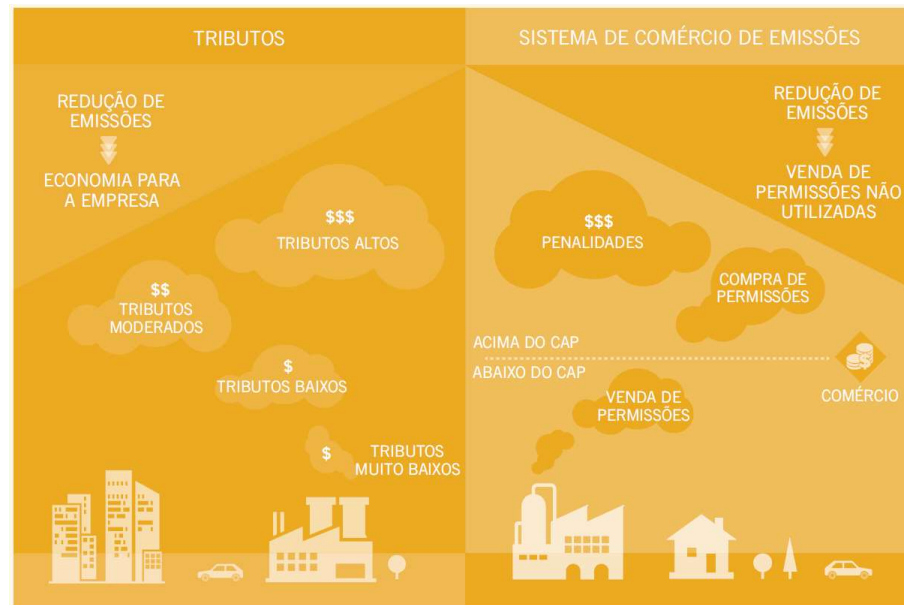 TRIBUTOS
REDUÇÃO DE
EMISSÕES
ECONOMIA PARA
A EMPRESA
$$$
TRIBUTOS ALTOS
$$
TRIBUTOS
MODERADOS
$
TRIBUTOS BAIXOS
$
TRIBUTOS
MUITO BAIXOS
SISTEMA DE COMÉRCIO DE EMISSÕES
REDUÇÃO DE
EMISSÕES
VENDA DE
PERMISSÕES NÃO
UTILIZADAS
$$$
PENALIDADES
COMPRA DE
PERMISSÕES
ACIMA DO CAP
ABAIXO DO CAP
$
COMÉRCIO
VENDA DE
PERMISSÕES